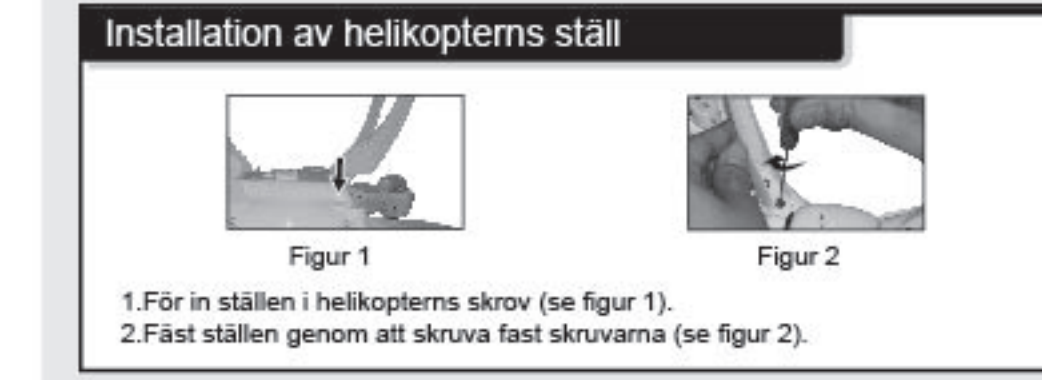 Installation av helikopterns ställ
Figur 1
Figur 2
1.För in ställen i helikopterns skrov (se figur 1).
2.Fäst ställen genom att skruva fast skruvarna (se figur 2).